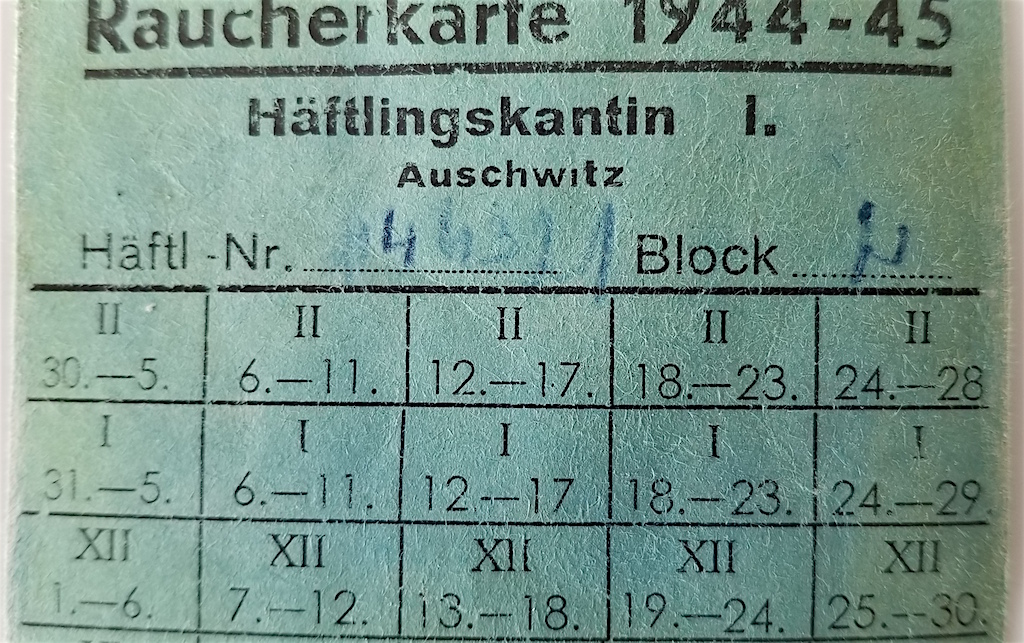 Raucherkarte 1944-45
Häftlingskantin I.
Auschwitz
Häftl -Nr. Block
II II II II II
30.—5. 6.—11. 12.—17. 18.—23. 24.—28
I I I I I
31.—5. 6.—11. 12.—17 18.—23. 24.—29.
XII XII XII XII XII
1.—6. 7.—12. 13.—18. 19.—24. 25.—30.